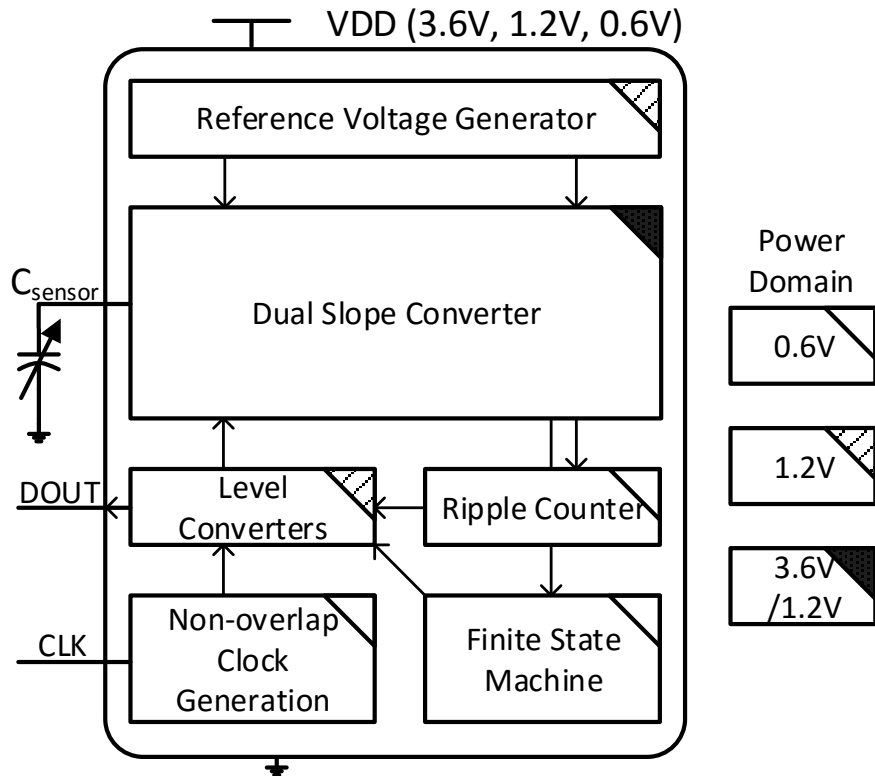 VDD (3.6V, 1.2V, 0.6V)
Reference Voltage Generator
Csensor
Dual Slope Converter
Power
Domain
0.6V
1.2V
3.6V
/1.2V
DOUT
Level
Converters
Ripple Counter
CLK
Non-overlap
Clock
Generation
Finite State
Machine